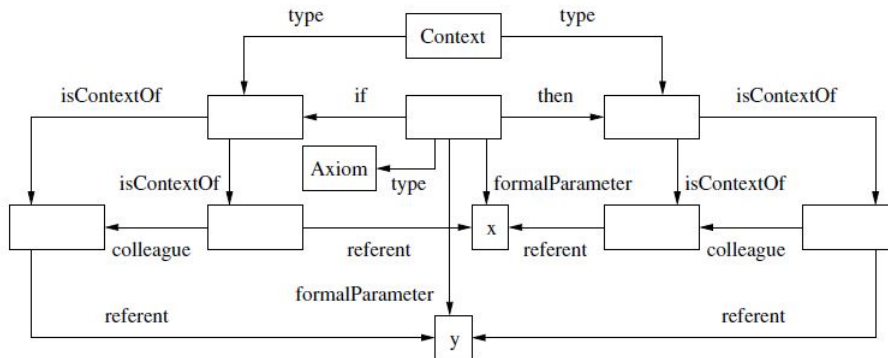 type Context type
isContextOf if then isContextOf
isContextOf Axiom type formalParameter isContextOf
colleague referent x referent colleague
formalParameter
referent y referent